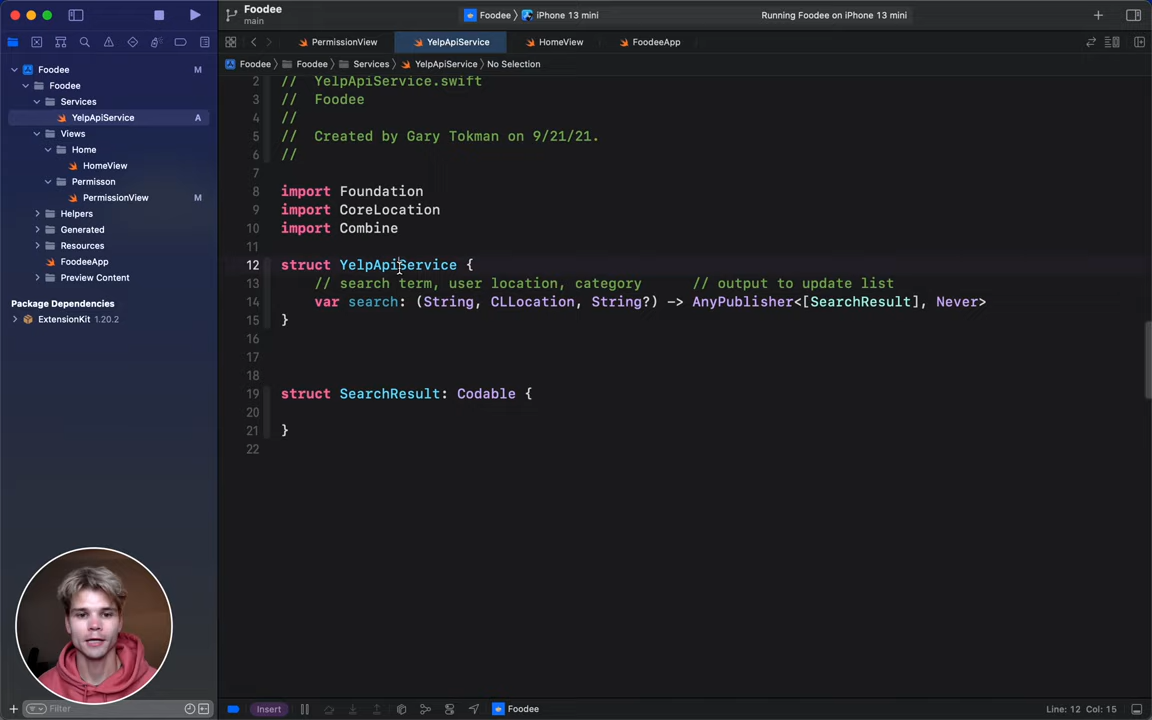 Foodee
main
Foodee
iPhone 13 mini
Running Foodee on iPhone 13 mini
PermissionView
YelpApiService
HomeView
FoodeeApp
Foodee
Foodee
Services
YelpApiService
No Selection
Foodee M
Foodee
Services
YelpApiService A
Views
Home
HomeView
Permisson
PermissionView M
Helpers
Generated
Resources
FoodeeApp
Preview Content
Package Dependencies
ExtensionKit 1.20.2
2 // YelpApiService.swift
3 // Foodee
4 //
5 // Created by Gary Tokman on 9/21/21.
6 //
7
8 import Foundation
9 import CoreLocation
10 import Combine
11
12 struct YelpApiService {
13 // search term, user location, category // output to update list
14 var search: (String, CLLocation, String?) -> AnyPublisher<[SearchResult], Never>
15 }
16
17
18
19 struct SearchResult: Codable {
20
21 }
22
Filter
Insert
Foodee
Line: 12 Col: 15